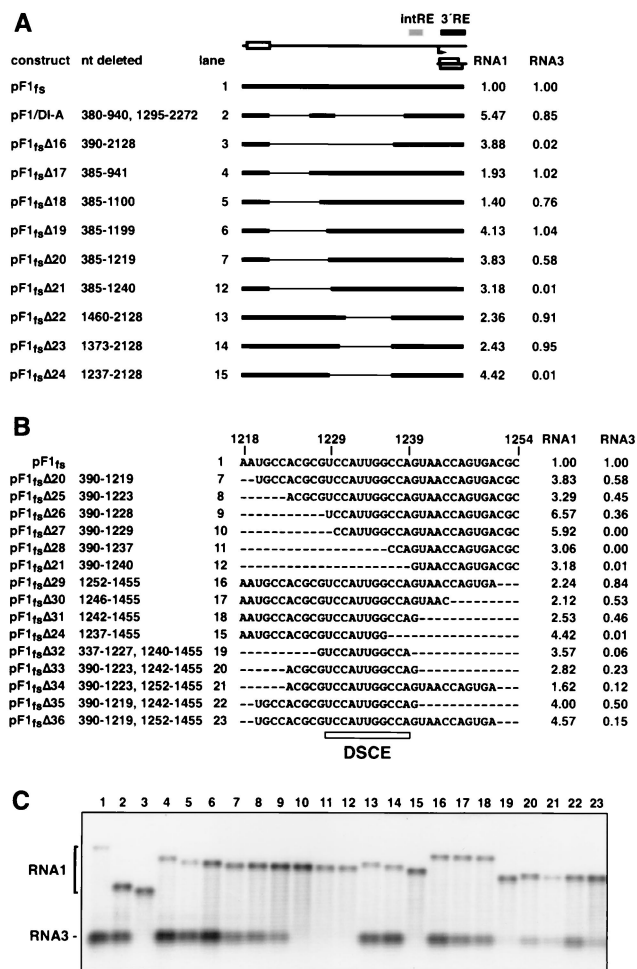 A
intRE 3´RE
construct nt deleted lane RNA1 RNA3
pF1fs 1 1.00 1.00
pF1/DI-A 380-940, 1295-2272 2 5.47 0.85
pF1fsΔ16 390-2128 3 3.88 0.02
pF1fsΔ17 385-941 4 1.93 1.02
pF1fsΔ18 385-1100 5 1.40 0.76
pF1fsΔ19 385-1199 6 4.13 1.04
pF1fsΔ20 385-1219 7 3.83 0.58
pF1fsΔ21 385-1240 12 3.18 0.01
pF1fsΔ22 1460-2128 13 2.36 0.91
pF1fsΔ23 1373-2128 14 2.43 0.95
pF1fsΔ24 1237-2128 15 4.42 0.01
B
1218 1229 1239 1254 RNA1 RNA3
pF1fs 1 AAUGCCACGCGUCCAUUGGCCAGUAACCAGUGACGC 1.00 1.00
pF1fsΔ20 390-1219 7 --UGCCACGCGUCCAUUGGCCAGUAACCAGUGACGC 3.83 0.58
pF1fsΔ25 390-1223 8 ------ACGCGUCCAUUGGCCAGUAACCAGUGACGC 3.29 0.45
pF1fsΔ26 390-1228 9 -----------UCCAUUGGCCAGUAACCAGUGACGC 6.57 0.36
pF1fsΔ27 390-1229 10 ------------CCAUUGGCCAGUAACCAGUGACGC 5.92 0.00
pF1fsΔ28 390-1237 11 -------------------CCAGUAACCAGUGACGC 3.06 0.00
pF1fsΔ21 390-1240 12 ----------------------GUAACCAGUGACGC 3.18 0.01
pF1fsΔ29 1252-1455 16 AAUGCCACGCGUCCAUUGGCCAGUAACCAGUGA--- 2.24 0.84
pF1fsΔ30 1246-1455 17 AAUGCCACGCGUCCAUUGGCCAGUAAC--------- 2.12 0.53
pF1fsΔ31 1242-1455 18 AAUGCCACGCGUCCAUUGGCCAG------------- 2.53 0.46
pF1fsΔ24 1237-1455 15 AAUGCCACGCGUCCAUUGG----------------- 4.42 0.01
pF1fsΔ32 337-1227, 1240-1455 19 ----------GUCCAUUGGCCA-------------- 3.57 0.06
pF1fsΔ33 390-1223, 1242-1455 20 ------ACGCGUCCAUUGGCCAG------------- 2.82 0.23
pF1fsΔ34 390-1223, 1252-1455 21 ------ACGCGUCCAUUGGCCAGUAACCAGUGA--- 1.62 0.12
pF1fsΔ35 390-1219, 1242-1455 22 --UGCCACGCGUCCAUUGGCCAG------------- 4.00 0.50
pF1fsΔ36 390-1219, 1252-1455 23 --UGCCACGCGUCCAUUGGCCAGUAACCAGUGA--- 4.57 0.15
DSCE
C
1 2 3 4 5 6 7 8 9 10 11 12 13 14 15 16 17 18 19 20 21 22 23
RNA1
RNA3 -